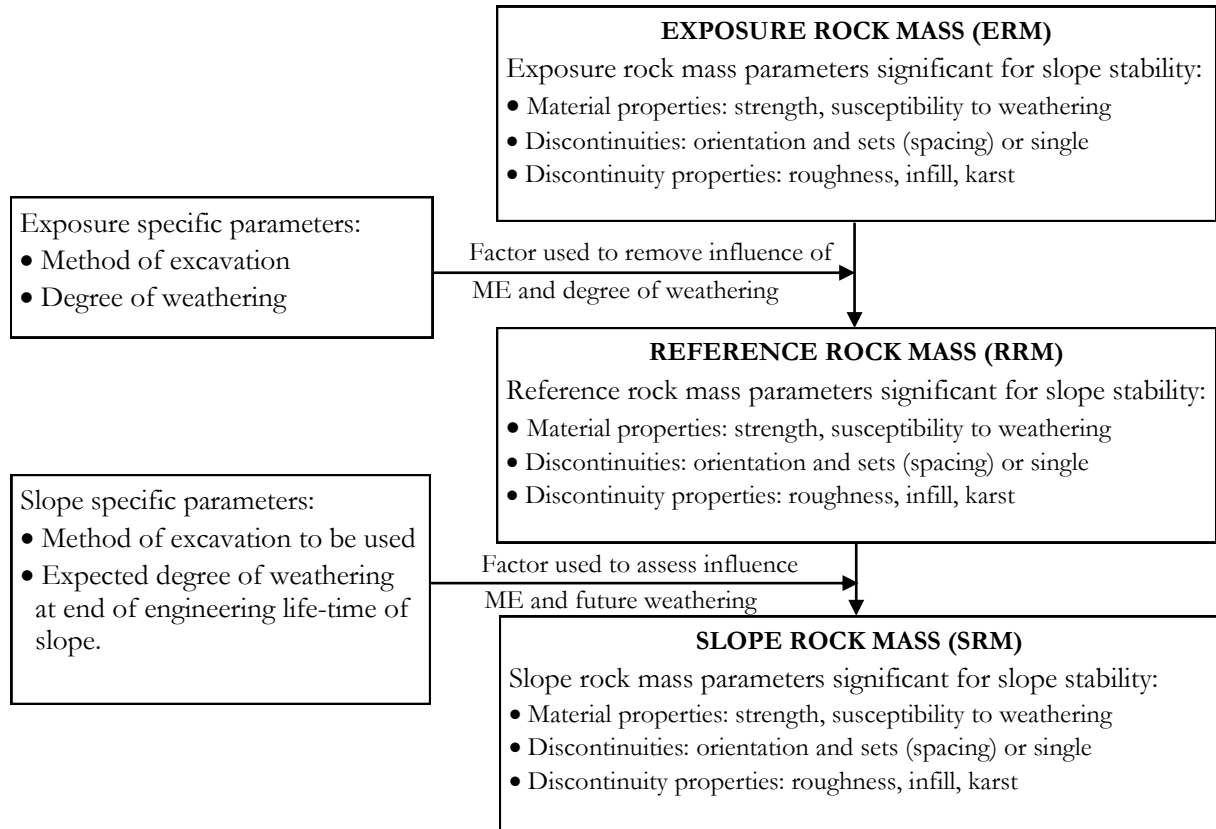 EXPOSURE ROCK MASS (ERM)
Exposure rock mass parameters significant for slope stability:
• Material properties: strength, susceptibility to weathering
• Discontinuities: orientation and sets (spacing) or single
• Discontinuity properties: roughness, infill, karst
Exposure specific parameters:
• Method of excavation
• Degree of weathering
Factor used to remove influence of
ME and degree of weathering
REFERENCE ROCK MASS (RRM)
Reference rock mass parameters significant for slope stability:
• Material properties: strength, susceptibility to weathering
• Discontinuities: orientation and sets (spacing) or single
• Discontinuity properties: roughness, infill, karst
Slope specific parameters:
• Method of excavation to be used
• Expected degree of weathering
at end of engineering life-time of
slope.
Factor used to assess influence
ME and future weathering
SLOPE ROCK MASS (SRM)
Slope rock mass parameters significant for slope stability:
• Material properties: strength, susceptibility to weathering
• Discontinuities: orientation and sets (spacing) or single
• Discontinuity properties: roughness, infill, karst